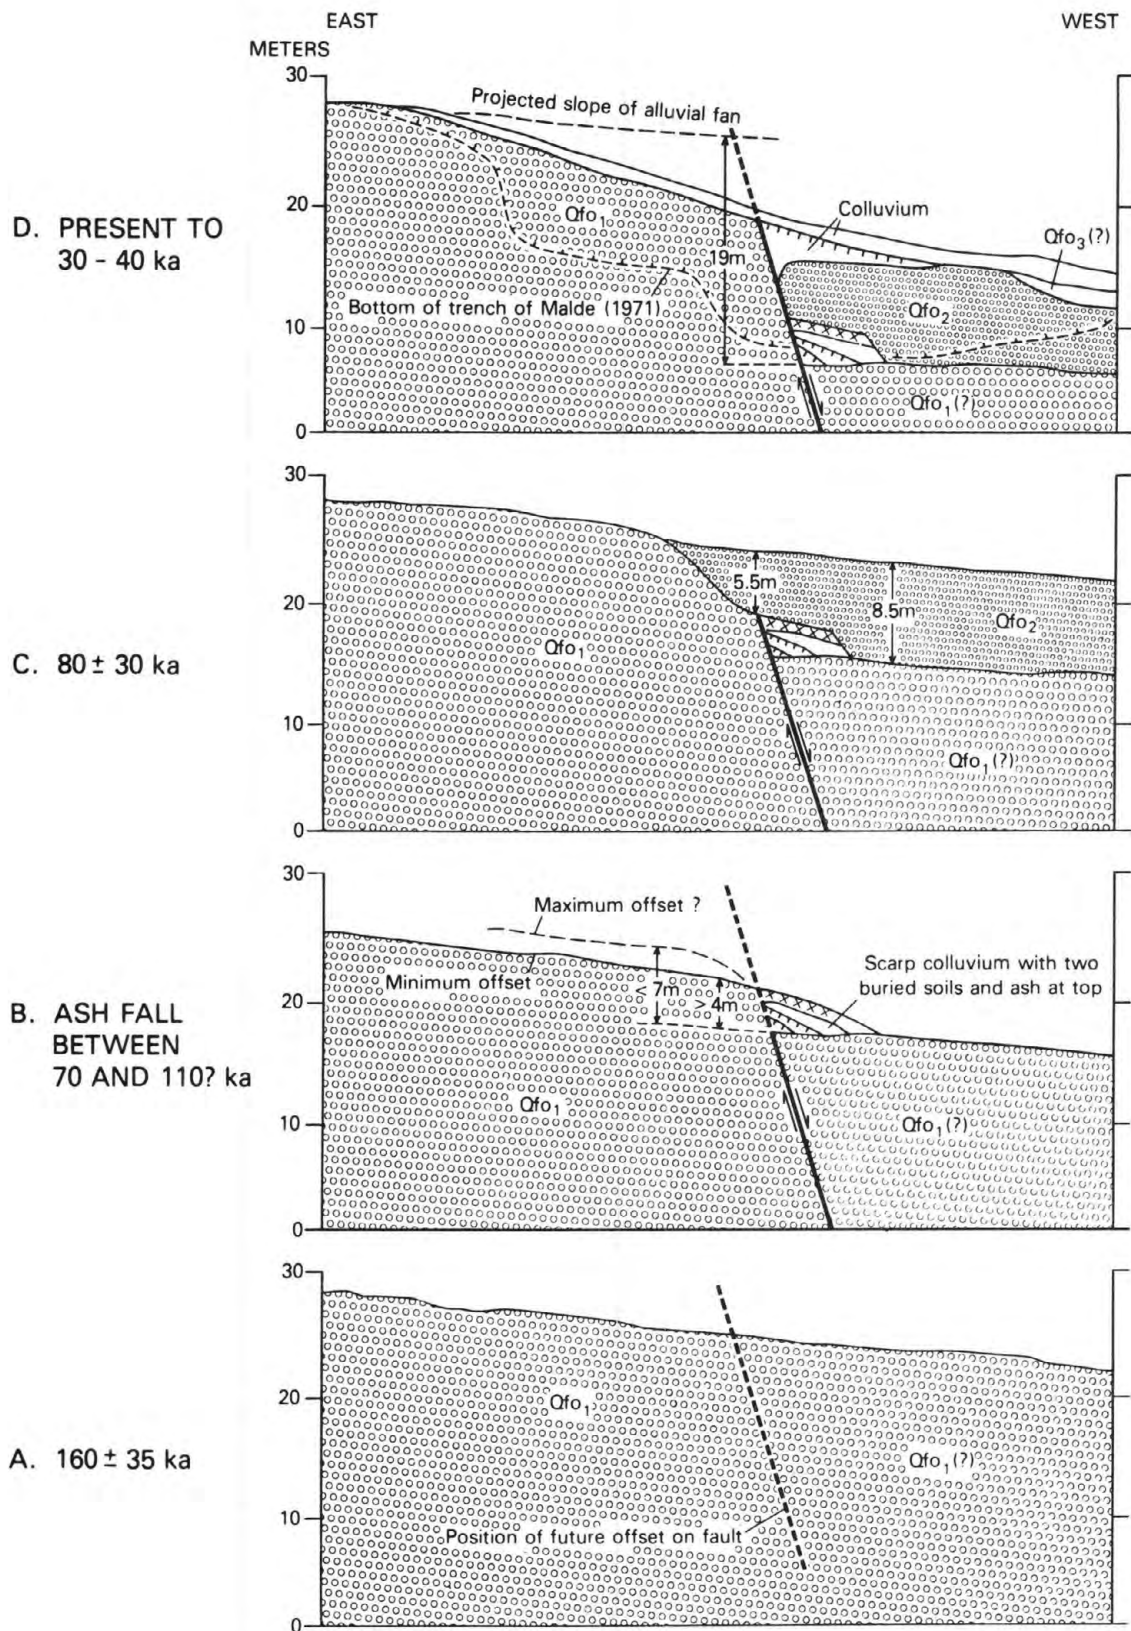 EAST
WEST
METERS
D. PRESENT TO
30 - 40 ka
30
20
10
0
Projected slope of alluvial fan
Qfo₁
19m
Colluvium
Qfo₃(?)
Bottom of trench of Malde (1971)
Qfo₂
Qfo₁(?)
C. 80 ± 30 ka
30
20
10
0
5.5m
8.5m
Qfo₂
Qfo₁
Qfo₁(?)
B. ASH FALL
BETWEEN
70 AND 110? ka
30
20
10
0
Maximum offset ?
Minimum offset
< 7m
> 4m
Scarp colluvium with two
buried soils and ash at top
Qfo₁
Qfo₁(?)
A. 160 ± 35 ka
30
20
10
0
Qfo₁
Qfo₁(?)
Position of future offset on fault